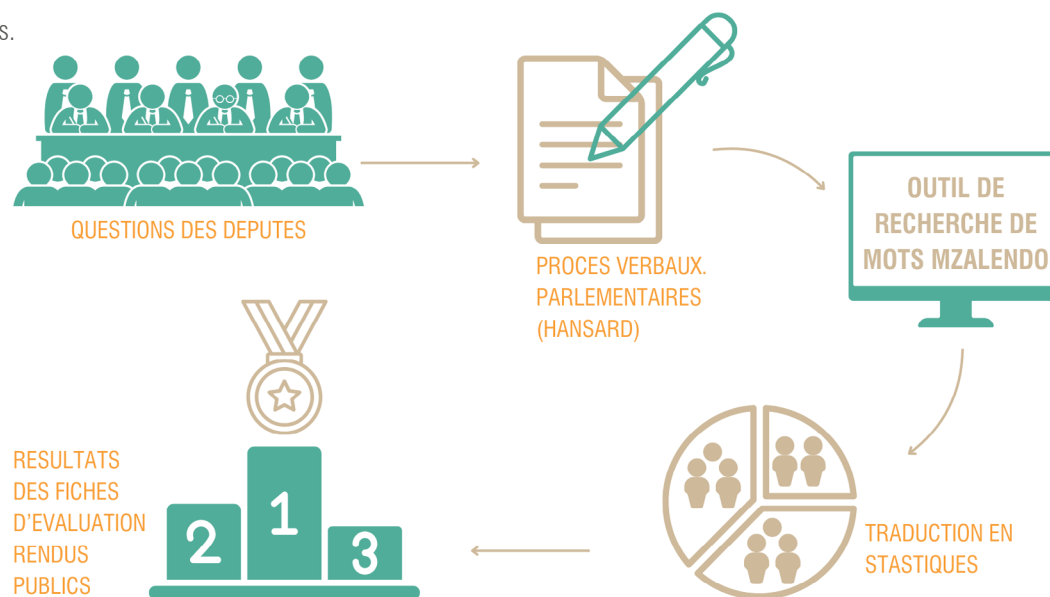 s.
QUESTIONS DES DEPUTES
PROCES VERBAUX.
PARLEMENTAIRES
(HANSARD)
OUTIL DE
RECHERCHE DE
MOTS MZALENDO
TRADUCTION EN
STASTIQUES
2
1
3
RESULTATS
DES FICHES
D'EVALUATION
RENDUS
PUBLICS